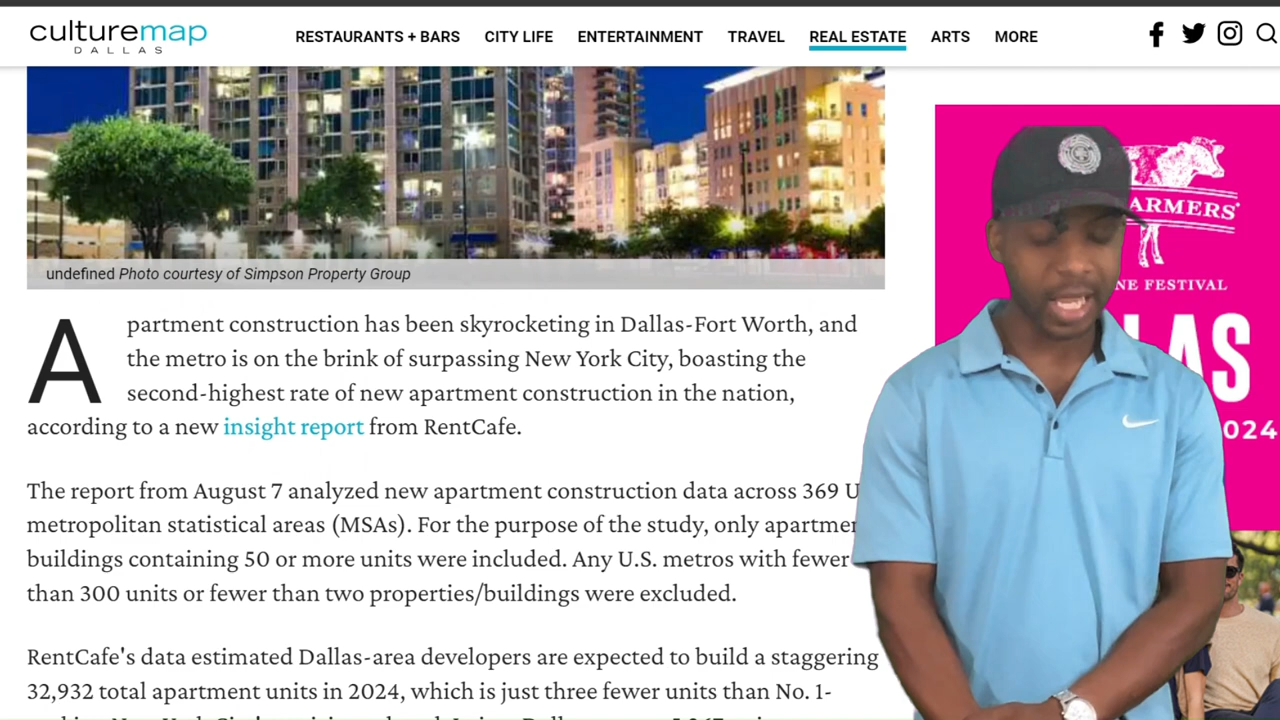 culturemap
DALLAS
RESTAURANTS + BARS CITY LIFE ENTERTAINMENT TRAVEL REAL ESTATE ARTS MORE
undefined Photo courtesy of Simpson Property Group
Apartment construction has been skyrocketing in Dallas-Fort Worth, and
the metro is on the brink of surpassing New York City, boasting the
second-highest rate of new apartment construction in the nation,
according to a new insight report from RentCafe.
The report from August 7 analyzed new apartment construction data across 369 U
metropolitan statistical areas (MSAs). For the purpose of the study, only apartmen
buildings containing 50 or more units were included. Any U.S. metros with fewer
than 300 units or fewer than two properties/buildings were excluded.
RentCafe's data estimated Dallas-area developers are expected to build a staggering
32,932 total apartment units in 2024, which is just three fewer units than No. 1-
ARMERS
NE FESTIVAL
LAS
024